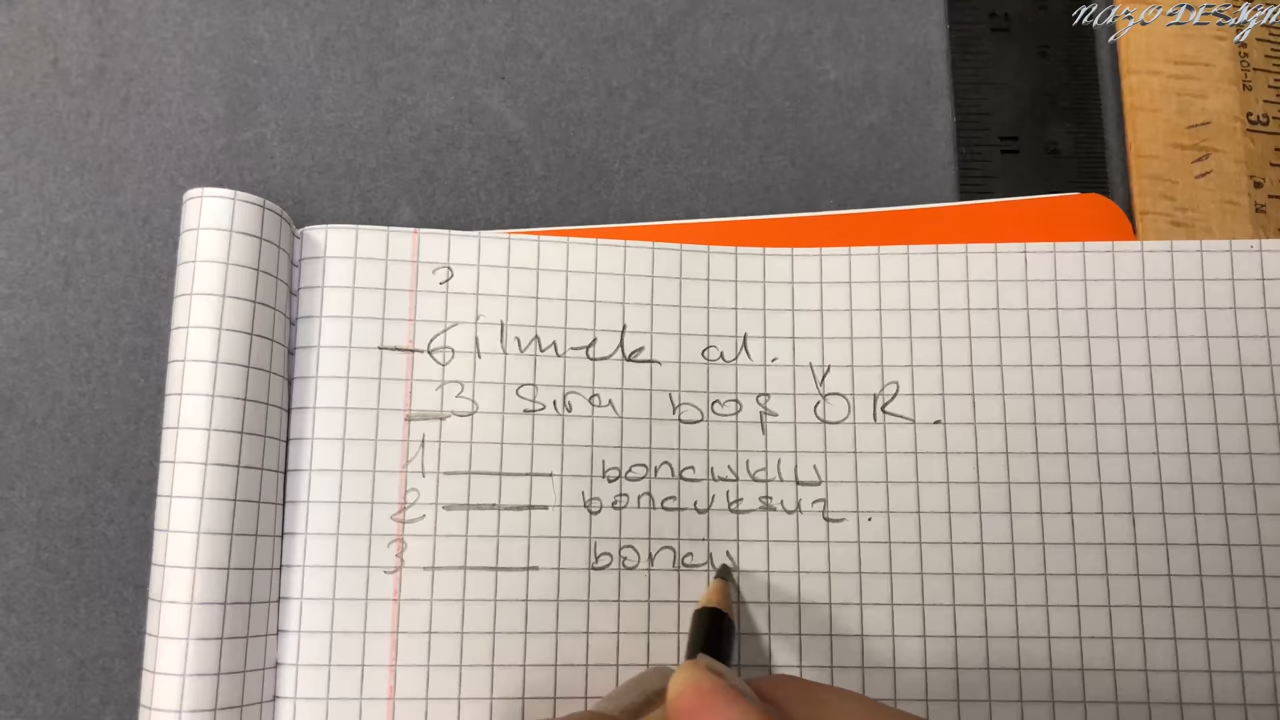 NAZO DESIGN
—6 ilmek al.
—3 Sıra boş ÖR.
1 —— boncuklu
2 —— boncuksuz.
3 —— boncu